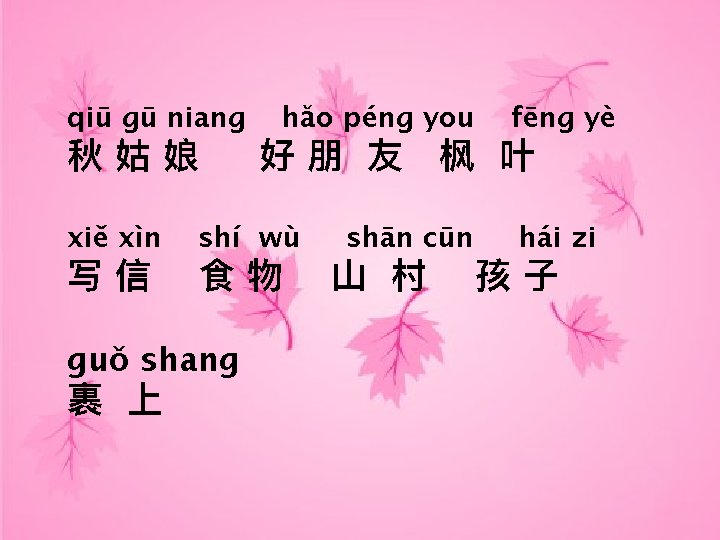 qiū gū niang hǎo péng you fēng yè
秋 姑 娘 好 朋 友 枫 叶
xiě xìn shí wù shān cūn hái zi
写 信 食 物 山 村 孩 子
guǒ shang
裹 上